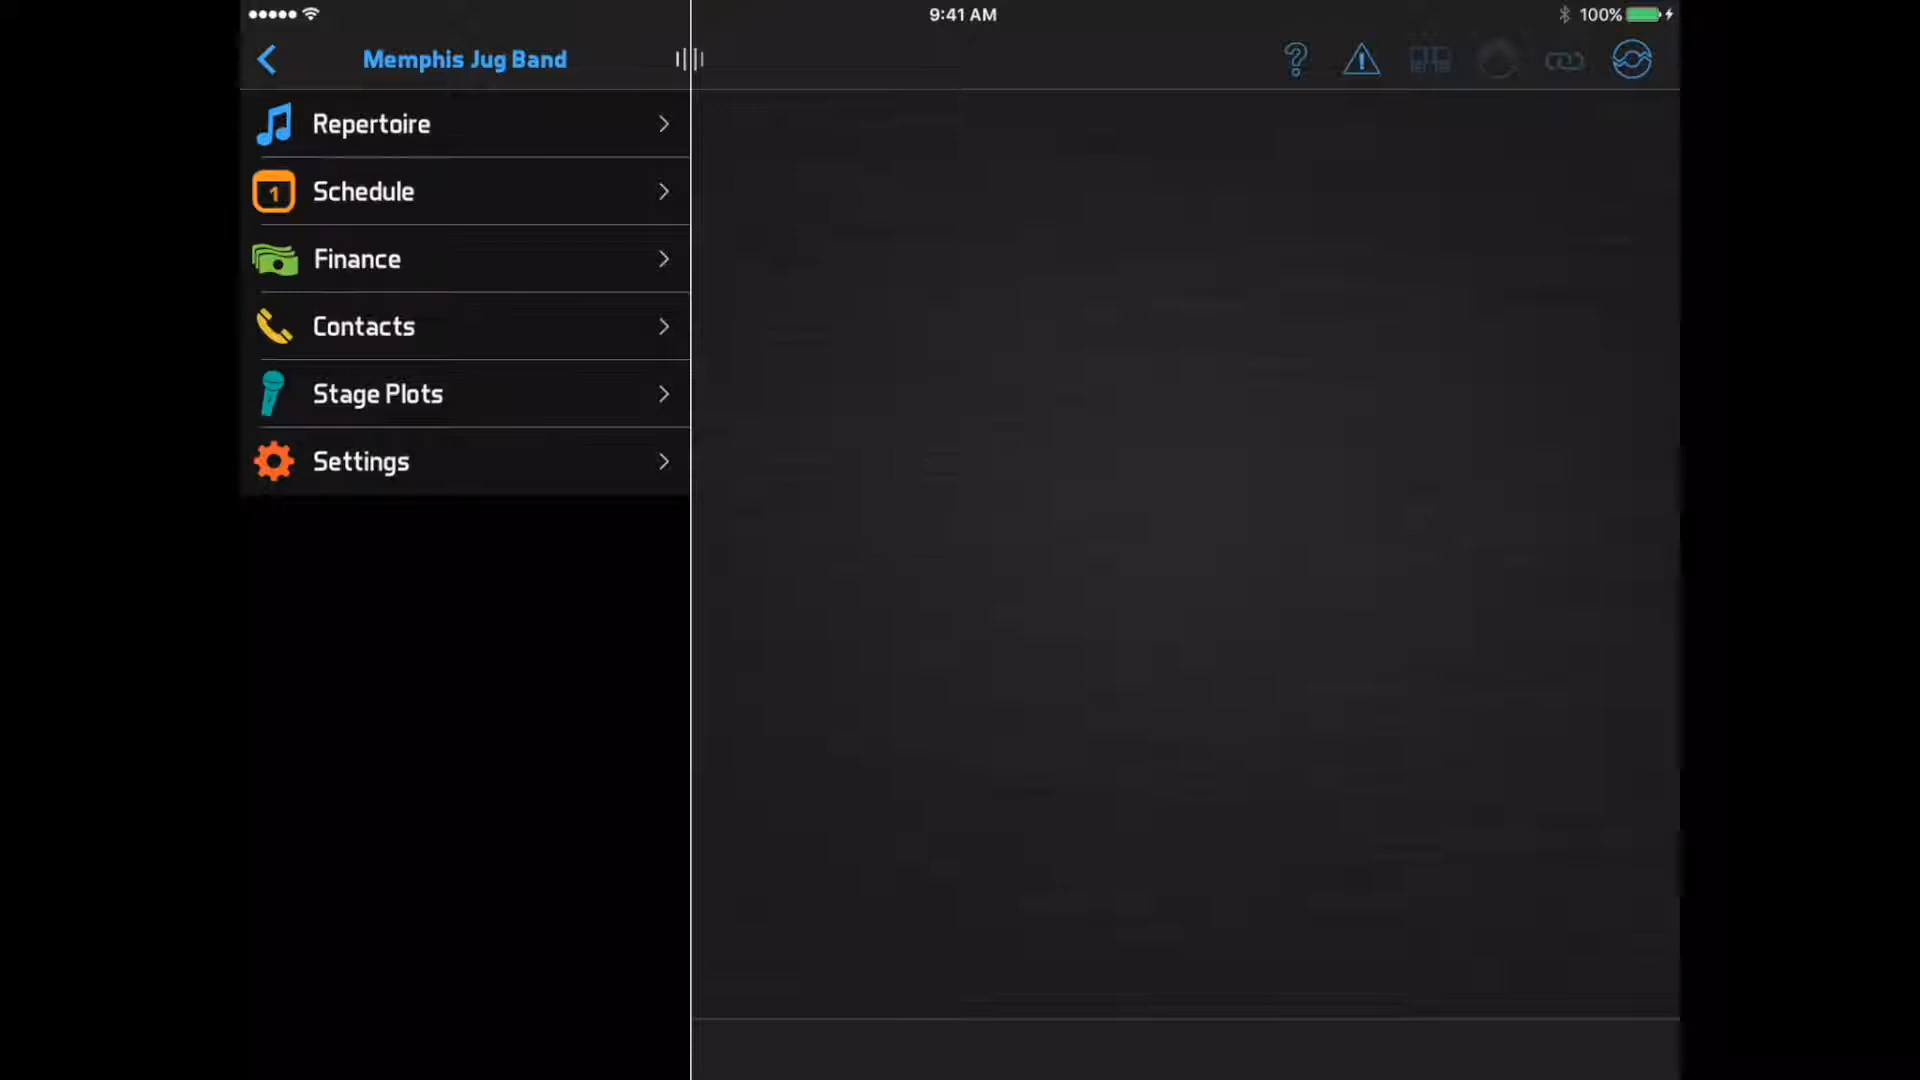 9:41 AM
100%
Memphis Jug Band
?
Repertoire
1
Schedule
Finance
Contacts
Stage Plots
Settings